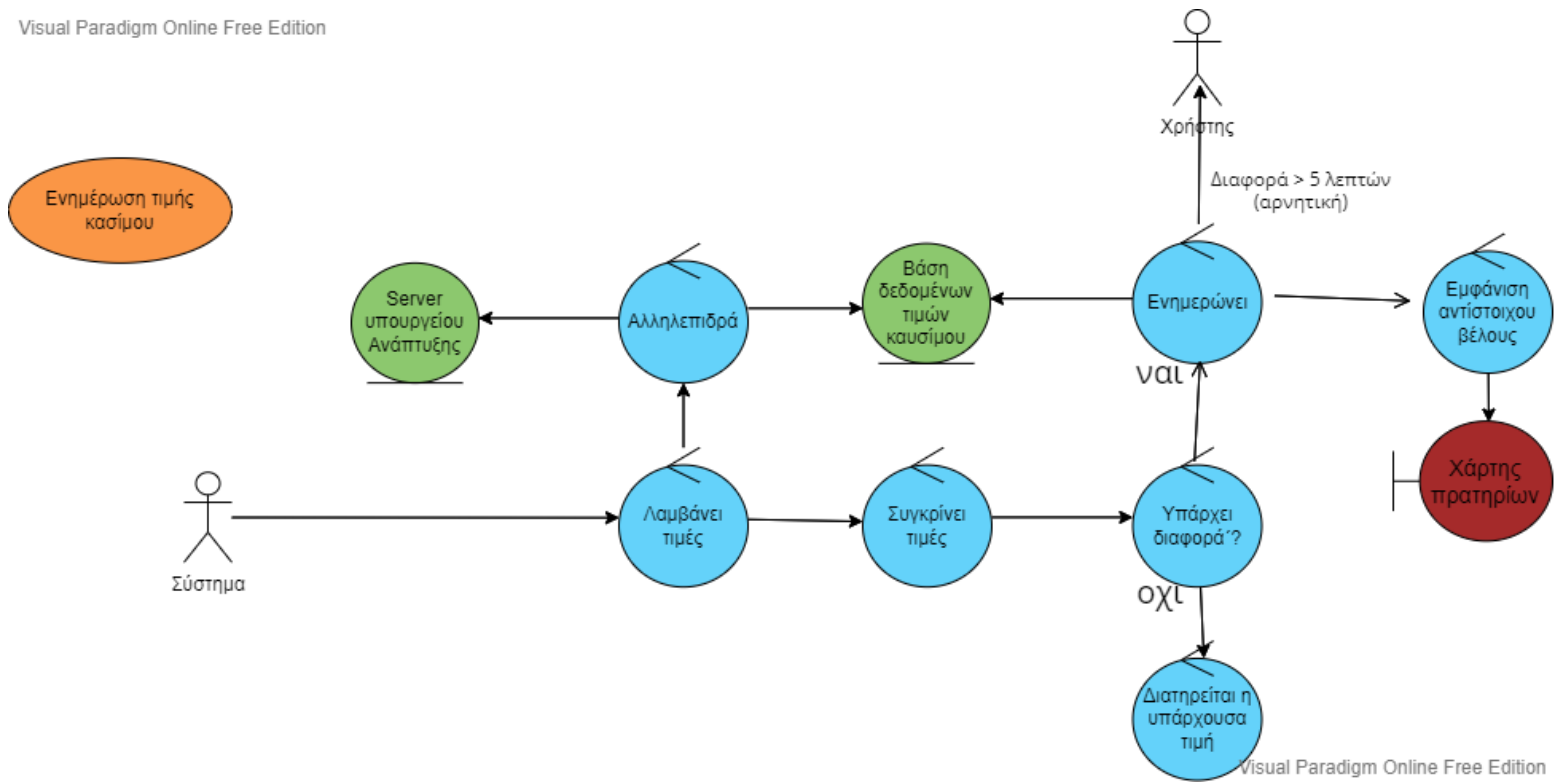 Visual Paradigm Online Free Edition
Χρήστης
Διαφορά > 5 λεπτών
(αρνητική)
Ενημέρωση τιμής
κασίμου
Server
υπουργείου
Ανάπτυξης
Αλληλεπιδρά
Βάση
δεδομένων
τιμών
καυσίμου
Ενημερώνει
Εμφάνιση
αντίστοιχου
βέλους
ναι
Χάρτης
πρατηρίων
Σύστημα
Λαμβάνει
τιμές
Συγκρίνει
τιμές
Υπάρχει
διαφορά΄?
οχι
Διατηρείται η
υπάρχουσα
τιμή
Visual Paradigm Online Free Edition